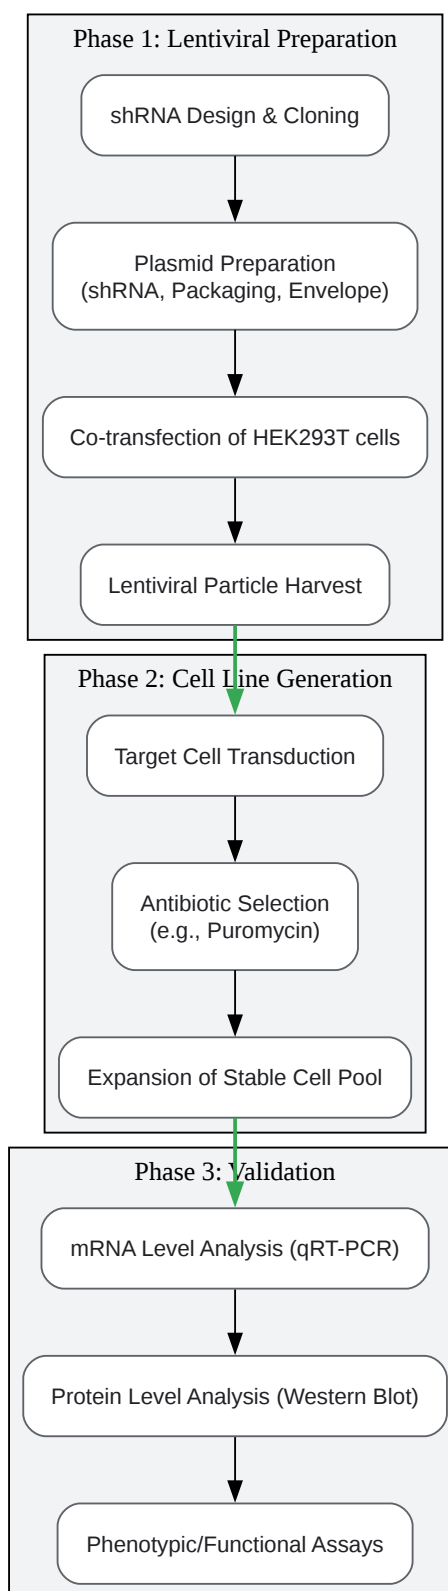 Phase 1: Lentiviral Preparation
shRNA Design & Cloning
Plasmid Preparation
(shRNA, Packaging, Envelope)
Co-transfection of HEK293T cells
Lentiviral Particle Harvest
Phase 2: Cell Line Generation
Target Cell Transduction
Antibiotic Selection
(e.g., Puromycin)
Expansion of Stable Cell Pool
Phase 3: Validation
mRNA Level Analysis (qRT-PCR)
Protein Level Analysis (Western Blot)
Phenotypic/Functional Assays